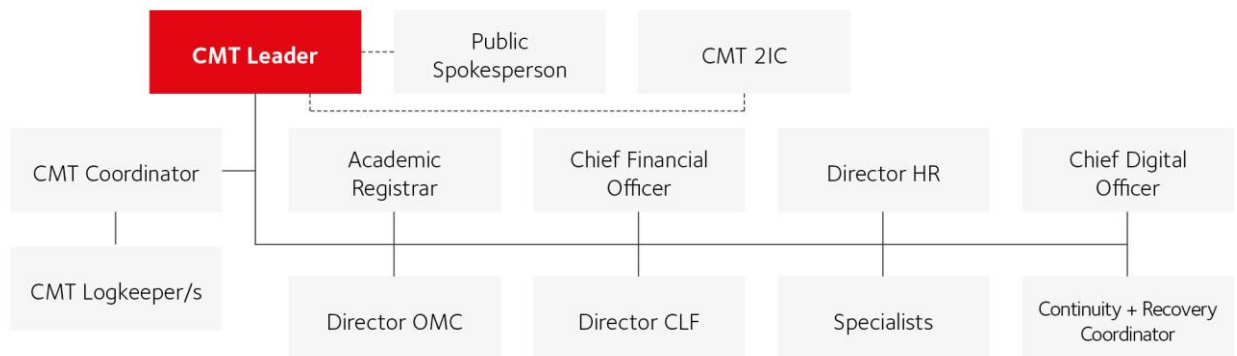 CMT Leader
Public
Spokesperson
CMT 2IC
CMT Coordinator
Academic
Registrar
Chief Financial
Officer
Director HR
Chief Digital
Officer
CMT Logkeeper/s
Director OMC
Director CLF
Specialists
Continuity + Recovery
Coordinator